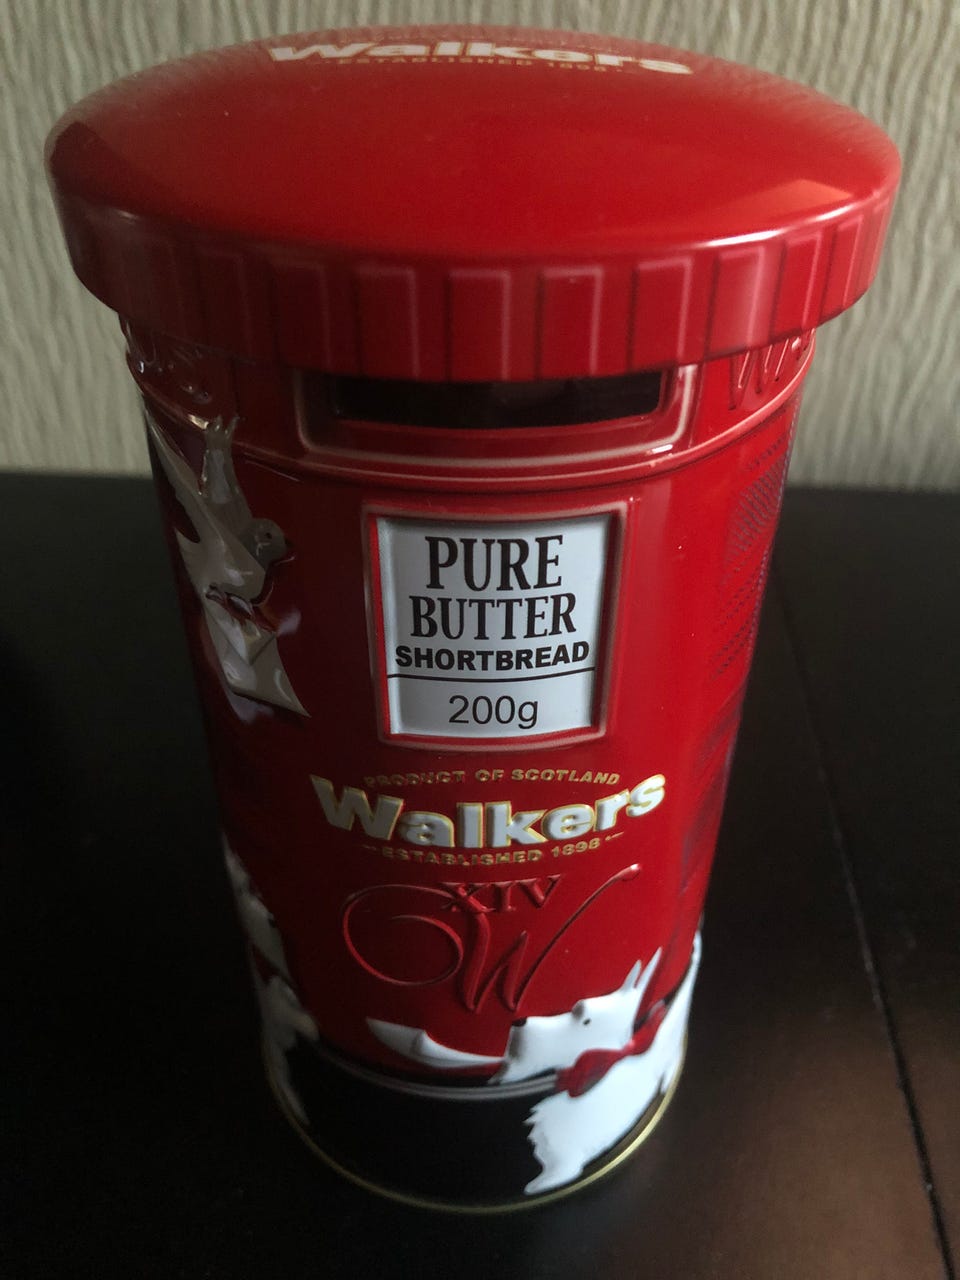 Walkers
ESTABLISHED 1898
PURE
BUTTER
SHORTBREAD
200g
PRODUCT OF SCOTLAND
Walkers
ESTABLISHED 1898
XIV
W